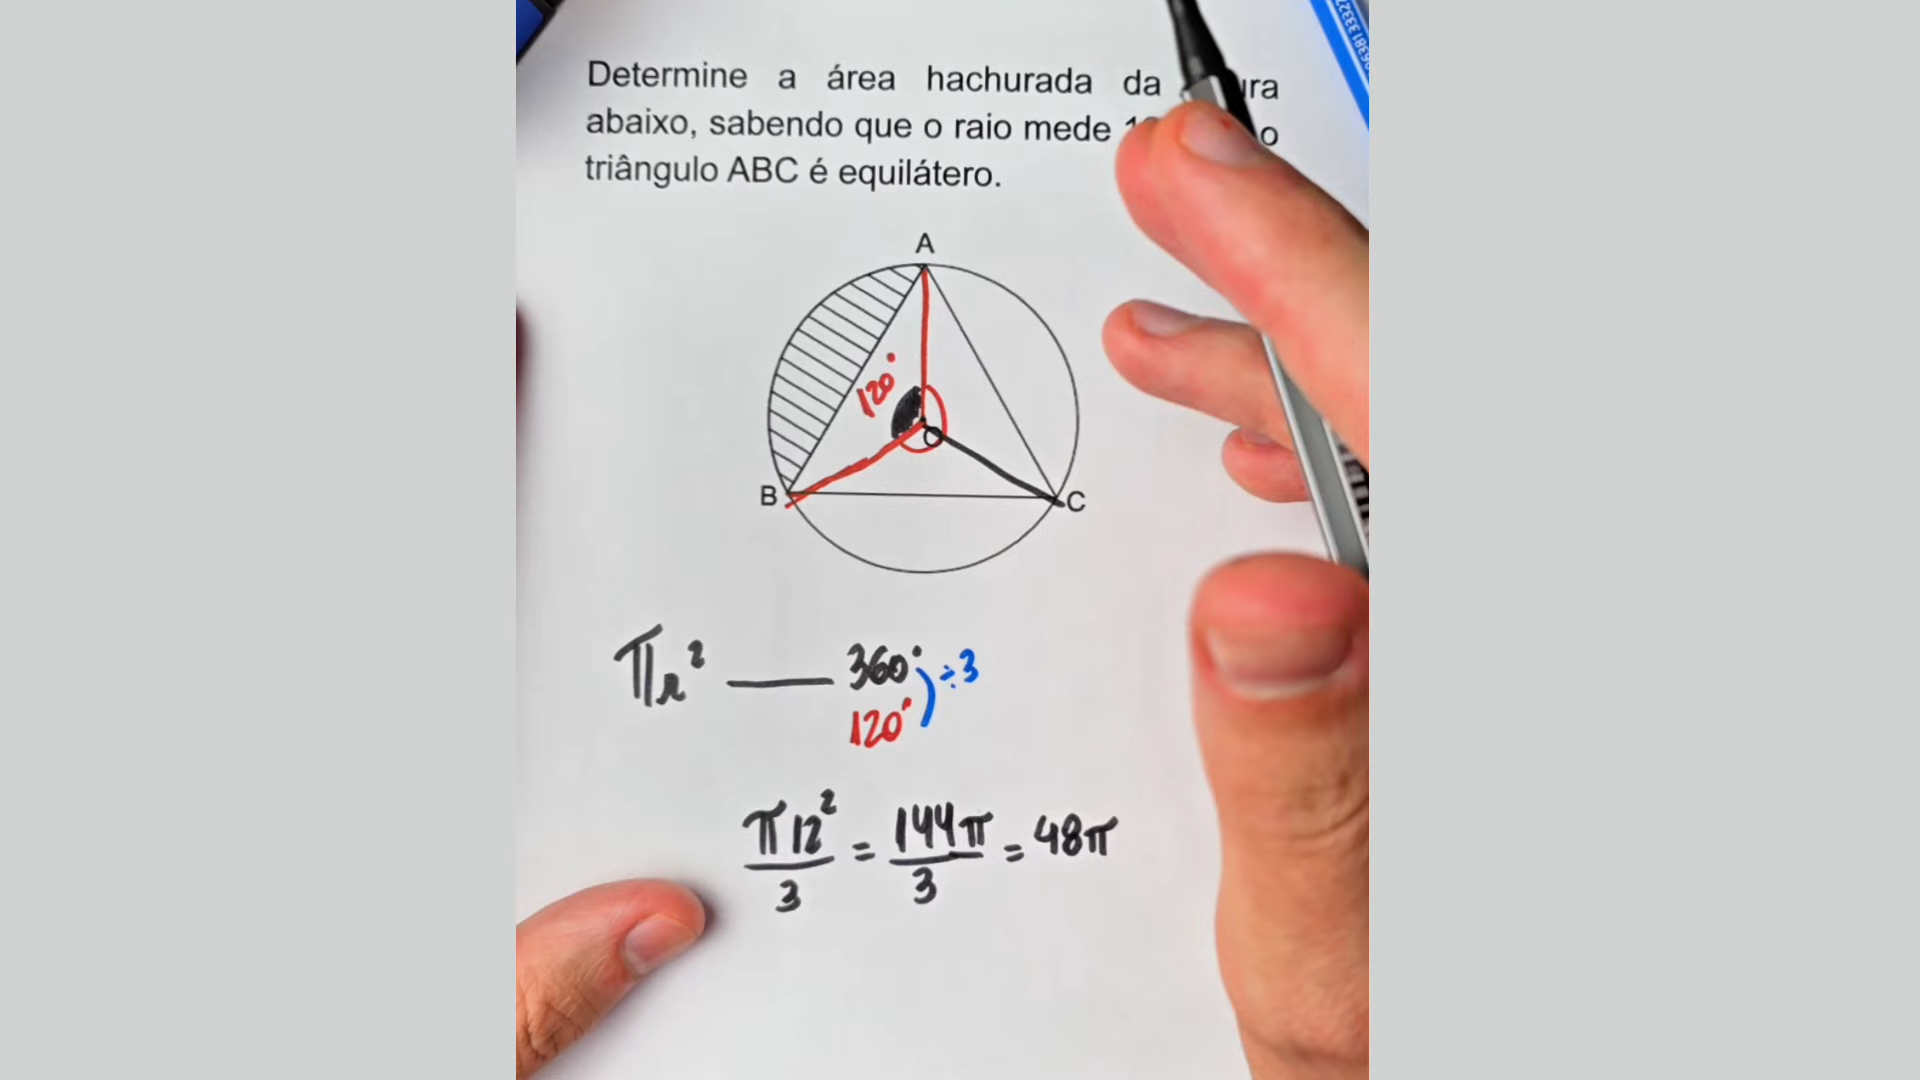 Determine a área hachurada da
abaixo, sabendo que o raio mede o
triângulo ABC é equilátero.
A
120°
O
B
C
πr² — 360°
120°
÷3
π12²/3 = 144π/3 = 48π